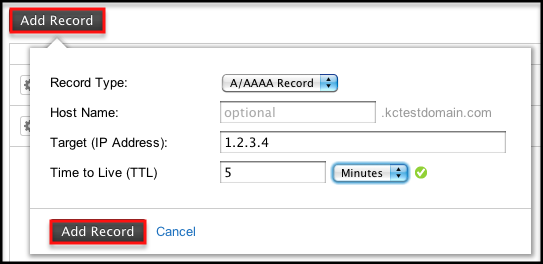 Add Record
Record Type: A/AAAA Record
Host Name: optional .kctestdomain.com
Target (IP Address): 1.2.3.4
Time to Live (TTL) 5 Minutes
Add Record Cancel